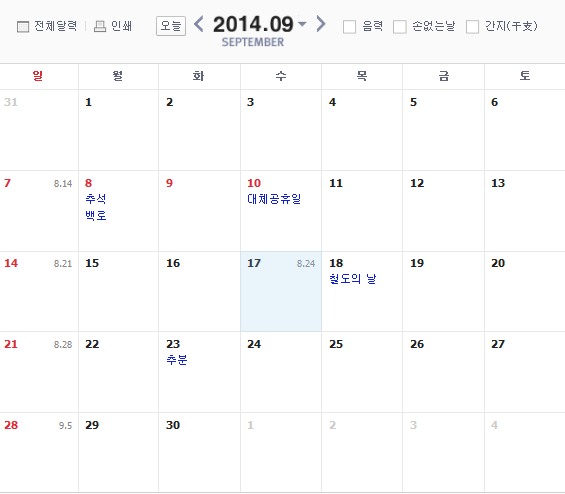 전체달력 | 인쇄 오늘 < 2014.09 > 음력 손없는날 간지(干支)
SEPTEMBER
일 월 화 수 목 금 토
31 1 2 3 4 5 6
7 8.14 8 9 10 11 12 13
추석 대체공휴일
백로
14 8.21 15 16 17 8.24 18 19 20
철도의 날
21 8.28 22 23 24 25 26 27
추분
28 9.5 29 30 1 2 3 4